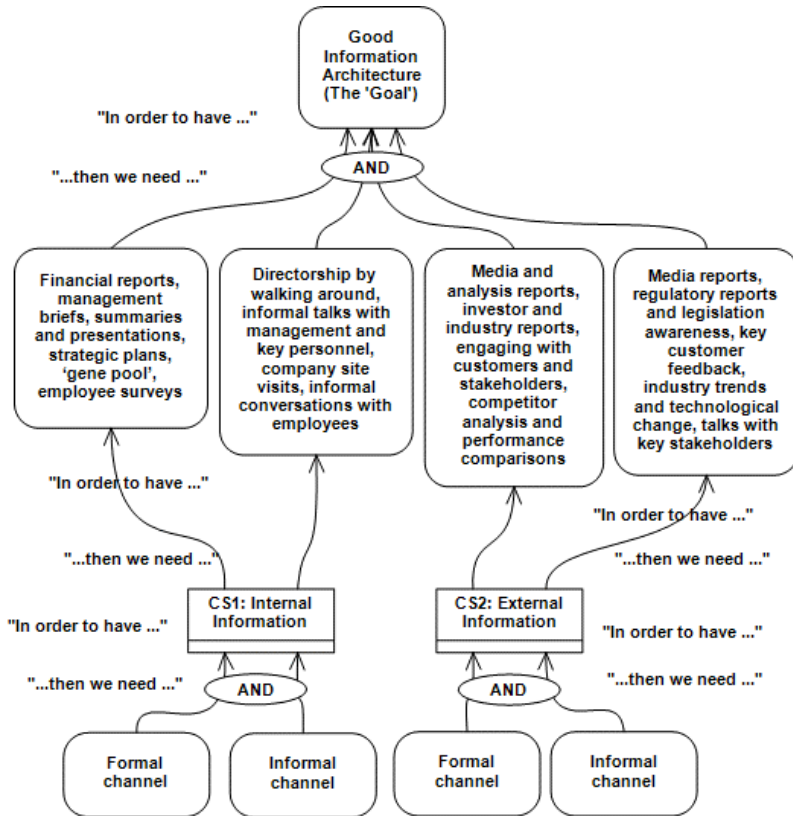 Good
Information
Architecture
(The 'Goal')
"In order to have ..."
AND
"...then we need ..."
Financial reports,
management
briefs, summaries
and presentations,
strategic plans,
‘gene pool’,
employee surveys
Directorship by
walking around,
informal talks with
management and
key personnel,
company site
visits, informal
conversations with
employees
Media and
analysis reports,
investor and
industry reports,
engaging with
customers and
stakeholders,
competitor
analysis and
performance
comparisons
Media reports,
regulatory reports
and legislation
awareness, key
customer
feedback,
industry trends
and technological
change, talks with
key stakeholders
"In order to have ..."
"In order to have ..."
"...then we need ..."
"...then we need ..."
CS1: Internal
Information
CS2: External
Information
"In order to have ..."
"In order to have ..."
"...then we need ..."
"...then we need ..."
AND
AND
Formal
channel
Informal
channel
Formal
channel
Informal
channel